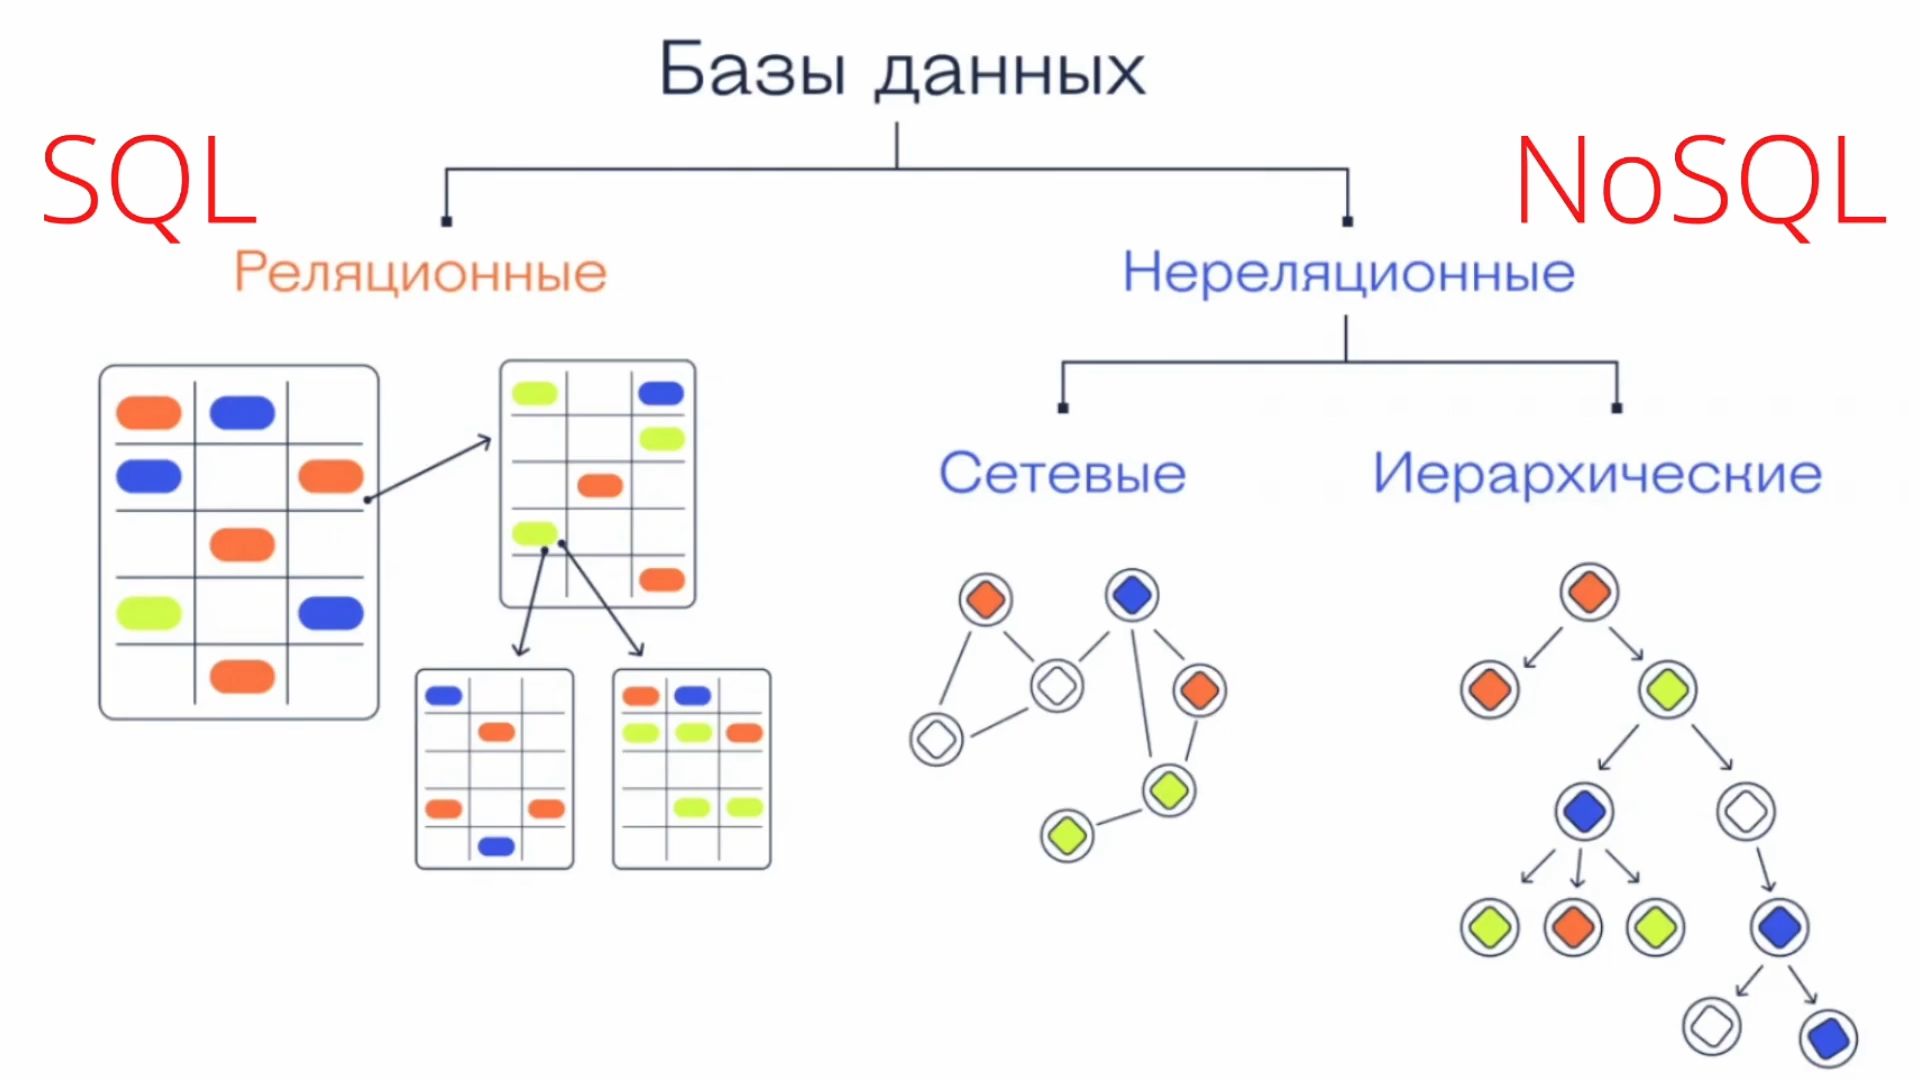 Базы данных
SQL
NoSQL
Реляционные
Нереляционные
Сетевые
Иерархические